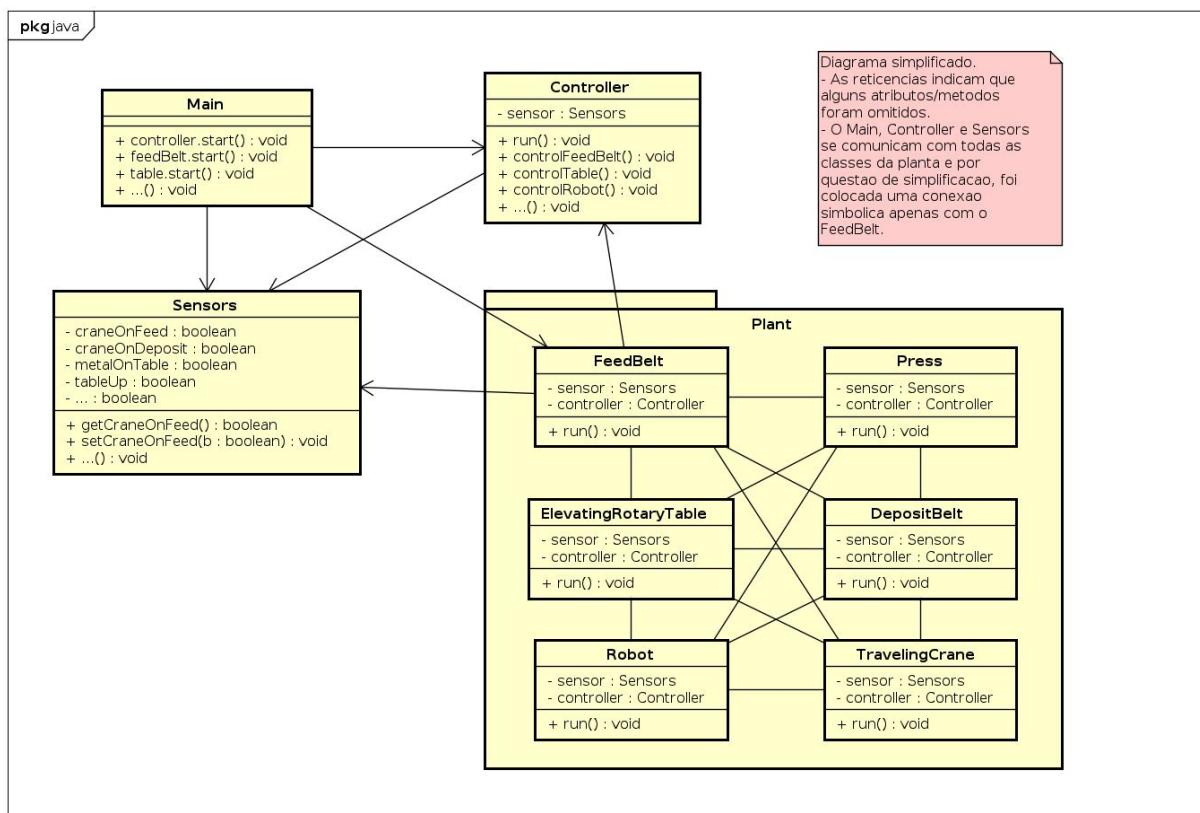 pkg java
Main
+ controller.start() : void
+ feedBelt.start() : void
+ table.start() : void
+ ...() : void
Controller
- sensor : Sensors
+ run() : void
+ controlFeedBelt() : void
+ controlTable() : void
+ controlRobot() : void
+ ...() : void
Diagrama simplificado.
- As reticencias indicam que
alguns atributos/metodos
foram omitidos.
- O Main, Controller e Sensors
se comunicam com todas as
classes da planta e por
questao de simplificacao, foi
colocada uma conexao
simbolica apenas com o
FeedBelt.
Sensors
- craneOnFeed : boolean
- craneOnDeposit : boolean
- metalOnTable : boolean
- tableUp : boolean
- ... : boolean
+ getCraneOnFeed() : boolean
+ setCraneOnFeed(b : boolean) : void
+ ...() : void
Plant
FeedBelt
- sensor : Sensors
- controller : Controller
+ run() : void
Press
- sensor : Sensors
- controller : Controller
+ run() : void
ElevatingRotaryTable
- sensor : Sensors
- controller : Controller
+ run() : void
DepositBelt
- sensor : Sensors
- controller : Controller
+ run() : void
Robot
- sensor : Sensors
- controller : Controller
+ run() : void
TravelingCrane
- sensor : Sensors
- controller : Controller
+ run() : void